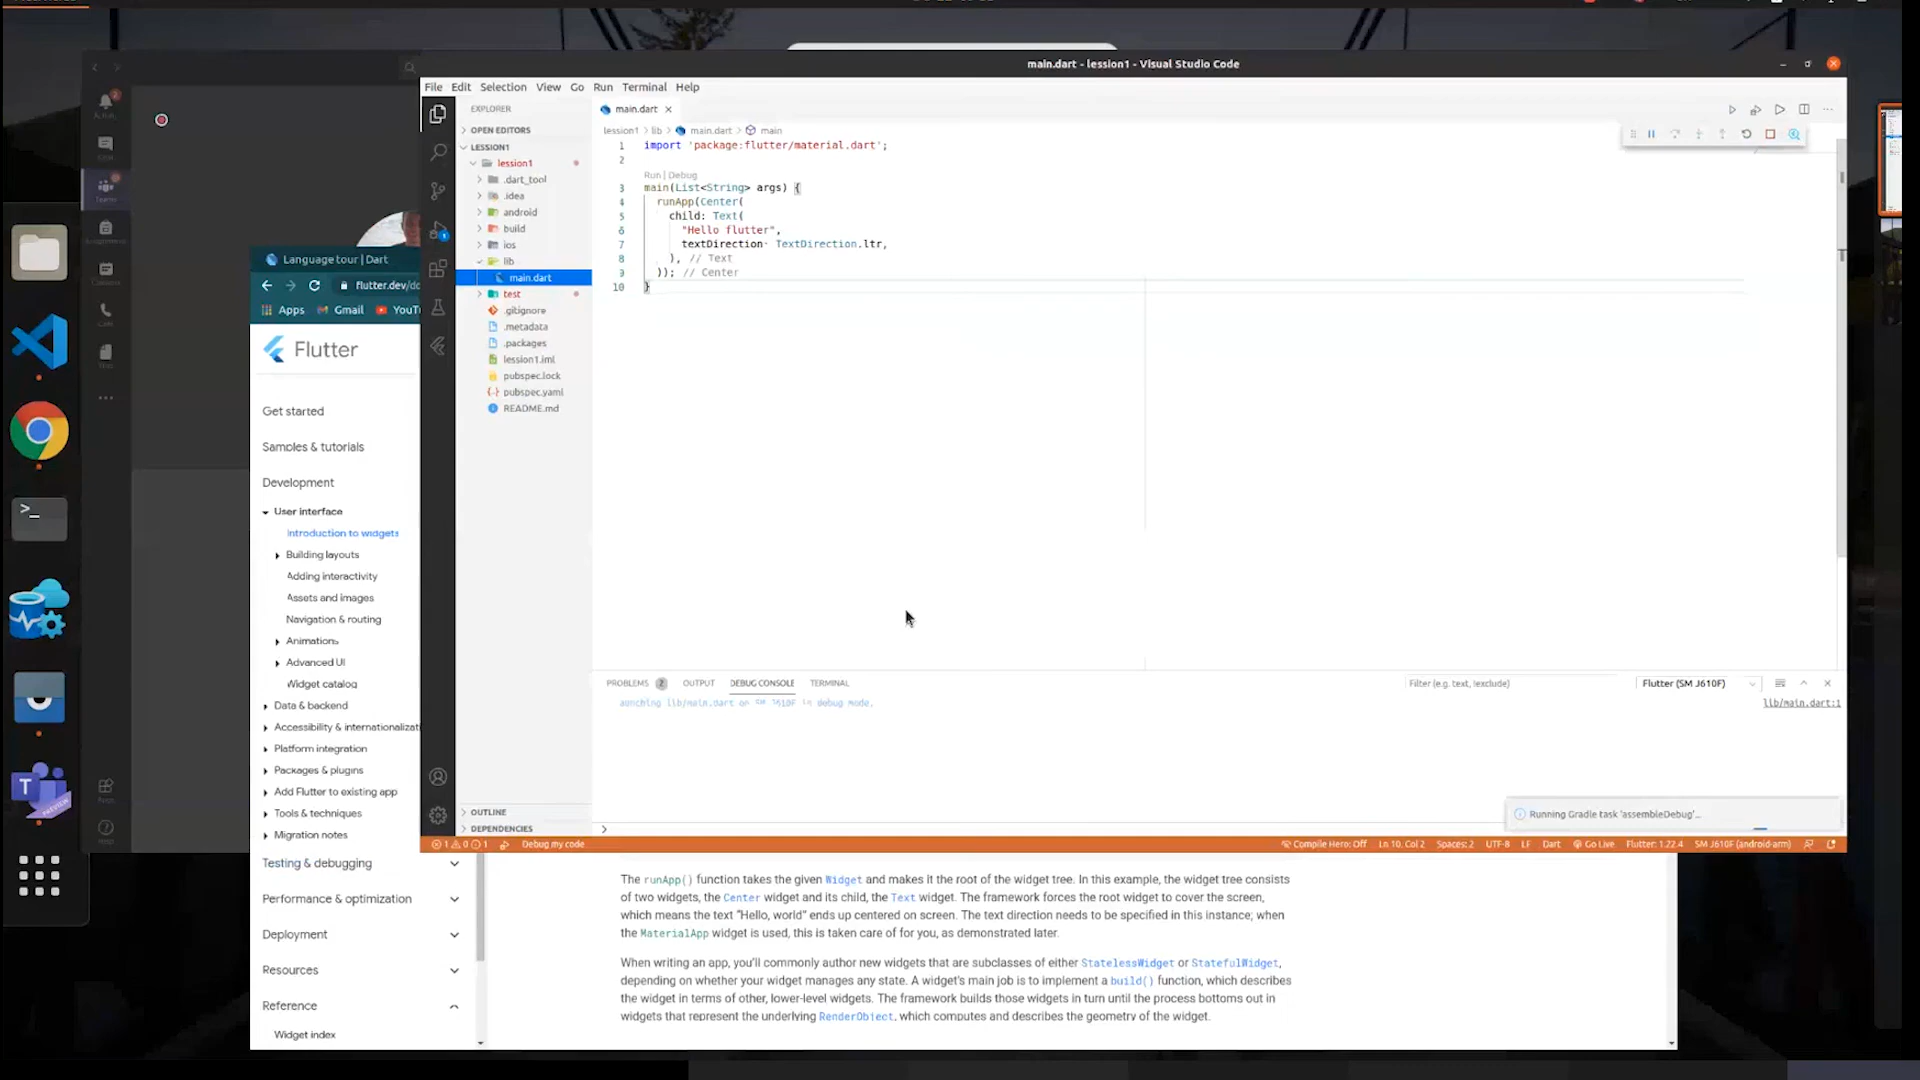 main.dart - lession1 - Visual Studio Code
File Edit Selection View Go Run Terminal Help
EXPLORER
main.dart
OPEN EDITORS
lession1 > lib > main.dart > main
LESSION1
lession1
.dart_tool
.idea
android
build
ios
lib
main.dart
test
.gitignore
.metadata
.packages
lession1.iml
pubspec.lock
pubspec.yaml
README.md
OUTLINE
DEPENDENCIES
1 import 'package:flutter/material.dart';
2
Run | Debug
3 main(List<String> args) {
4 runApp(Center(
5 child: Text(
6 "Hello flutter",
7 textDirection: TextDirection.ltr,
8 ), // Text
9 )); // Center
10 }
PROBLEMS 2 OUTPUT DEBUG CONSOLE TERMINAL
Filter (e.g. text, !exclude)
Flutter (SM J610F)
lib/main.dart on in debug mode.
lib/main.dart:1
Running Gradle task 'assembleDebug'...
1 0 1 Debug my code
Compile Hero: Off Ln 10, Col 2 Spaces: 2 UTF-8 LF Dart Go Live Flutter: 1.22.4 SM J610F (android-arm)
Language tour | Dart
flutter.dev/dc
Apps Gmail YouT
Flutter
Get started
Samples & tutorials
Development
User interface
Introduction to widgets
Building layouts
Adding interactivity
Assets and images
Navigation & routing
Animations
Advanced UI
Widget catalog
Data & backend
Accessibility & internationalizati
Platform integration
Packages & plugins
Add Flutter to existing app
Tools & techniques
Migration notes
Testing & debugging
Performance & optimization
Deployment
Resources
Reference
Widget index
The runApp() function takes the given Widget and makes it the root of the widget tree. In this example, the widget tree consists
of two widgets, the Center widget and its child, the Text widget. The framework forces the root widget to cover the screen,
which means the text “Hello, world” ends up centered on screen. The text direction needs to be specified in this instance; when
the MaterialApp widget is used, this is taken care of for you, as demonstrated later.
When writing an app, you’ll commonly author new widgets that are subclasses of either StatelessWidget or StatefulWidget,
depending on whether your widget manages any state. A widget’s main job is to implement a build() function, which describes
the widget in terms of other, lower-level widgets. The framework builds those widgets in turn until the process bottoms out in
widgets that represent the underlying RenderObject, which computes and describes the geometry of the widget.
T
PREVIEW